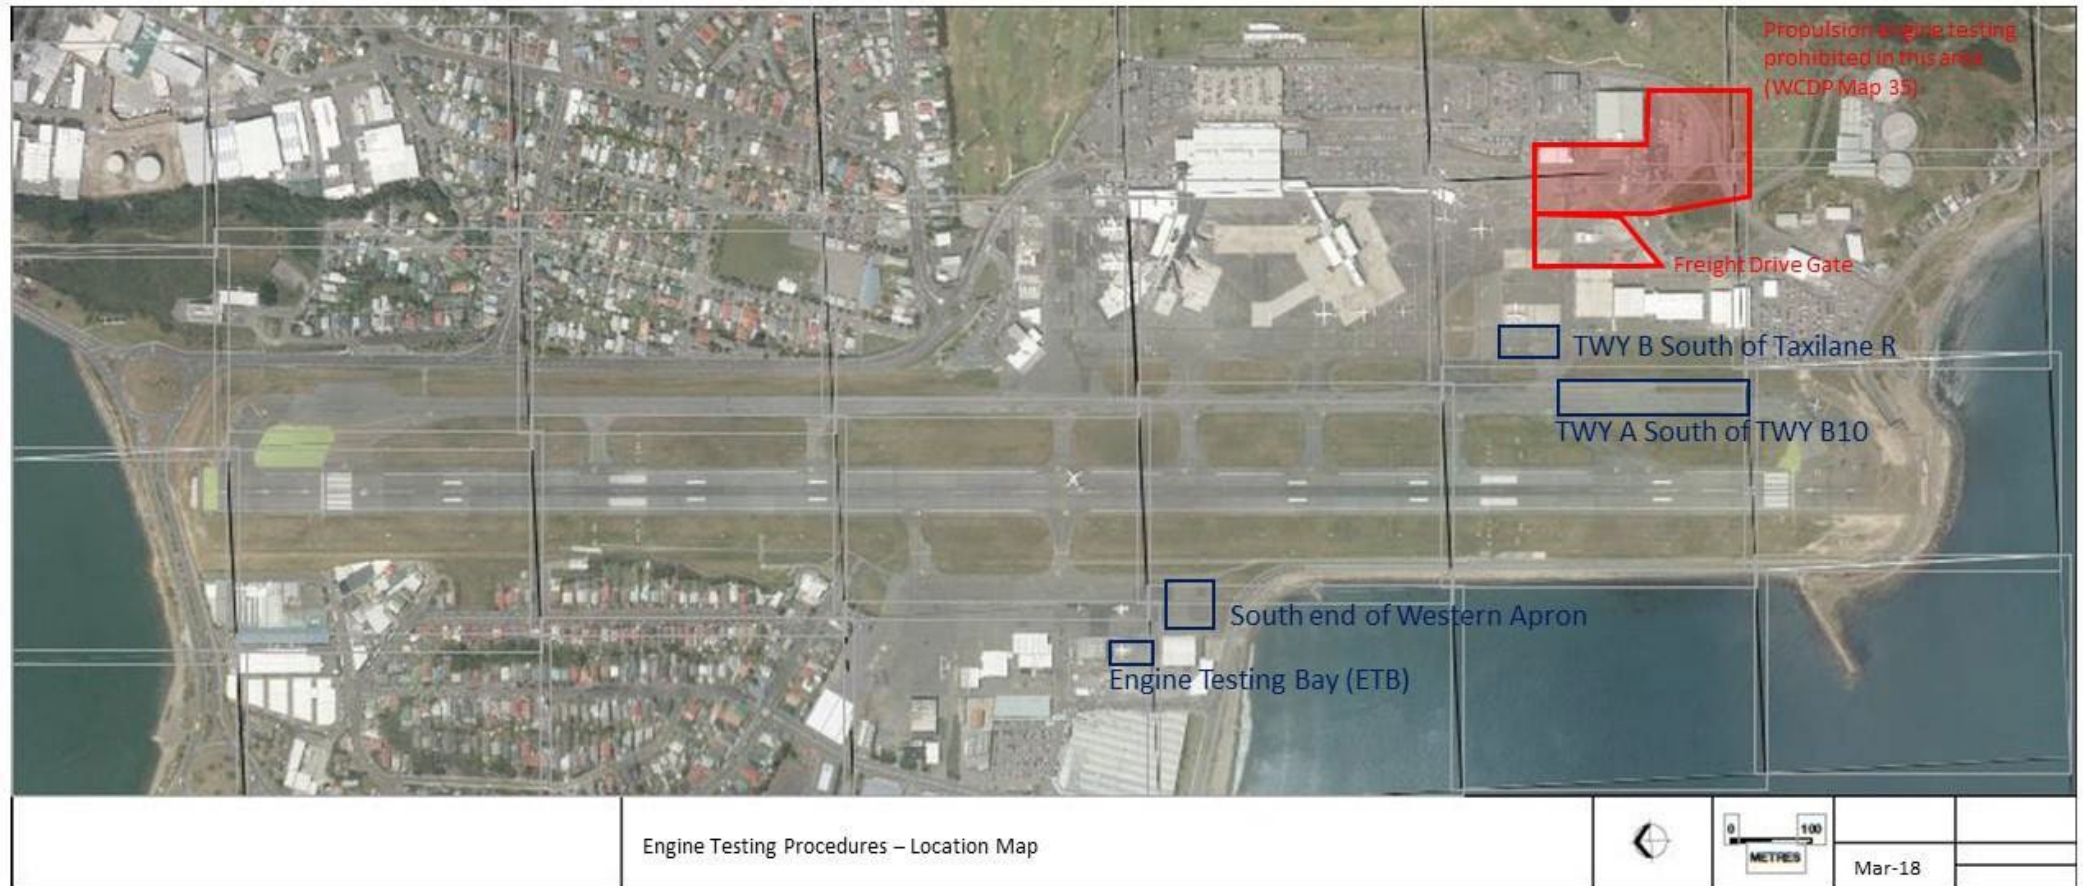 Propulsion engine testing
prohibited in this area
(WCDP Map 35)
Freight Drive Gate
TWY B South of Taxilane R
TWY A South of TWY B10
South end of Western Apron
Engine Testing Bay (ETB)
Engine Testing Procedures – Location Map
0 100
METRES
Mar-18